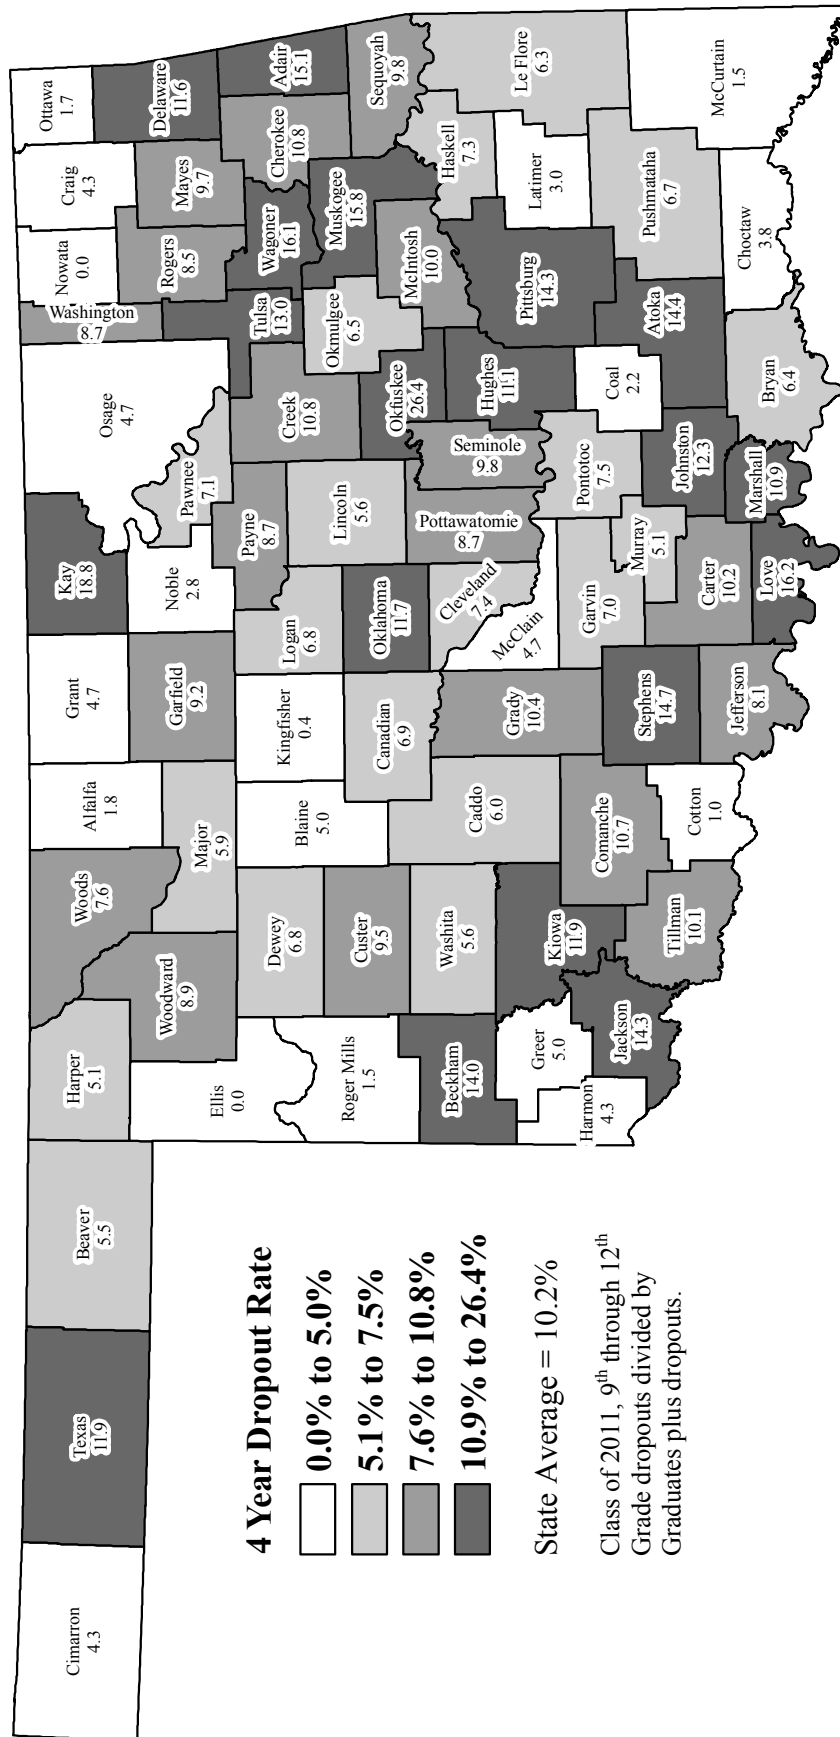 Cimarron
4.3
Texas
11.9
Beaver
5.5
Harper
5.1
Woods
7.6
Alfalfa
1.8
Grant
4.7
Kay
18.8
Osage
4.7
Washington
8.7
Nowata
0.0
Craig
4.3
Ottawa
1.7
Ellis
0.0
Woodward
8.9
Major
5.9
Garfield
9.2
Noble
2.8
Pawnee
7.1
Rogers
8.5
Mayes
9.7
Delaware
11.6
Roger Mills
1.5
Dewey
6.8
Blaine
5.0
Kingfisher
0.4
Logan
6.8
Payne
8.7
Creek
10.8
Tulsa
13.0
Wagoner
16.1
Cherokee
10.8
Adair
15.1
Custer
9.5
Canadian
6.9
Oklahoma
11.7
Lincoln
5.6
Okfuskee
26.4
Okmulgee
6.5
Muskogee
15.8
Sequoyah
9.8
Beckham
14.0
Washita
5.6
Caddo
6.0
Grady
10.4
Cleveland
7.4
McClain
4.7
Pottawatomie
8.7
Seminole
9.8
Hughes
11.1
McIntosh
10.0
Haskell
7.3
Le Flore
6.3
Pittsburg
14.3
Latimer
3.0
Greer
5.0
Harmon
4.3
Kiowa
11.9
Jackson
14.3
Comanche
10.7
Tillman
10.1
Cotton
1.0
Stephens
14.7
Garvin
7.0
Murray
5.1
Pontotoc
7.5
Coal
2.2
Atoka
14.4
Pushmataha
6.7
McCurtain
1.5
Jefferson
8.1
Carter
10.2
Love
16.2
Johnston
12.3
Marshall
10.9
Bryan
6.4
Choctaw
3.8
4 Year Dropout Rate
0.0% to 5.0%
5.1% to 7.5%
7.6% to 10.8%
10.9% to 26.4%
State Average = 10.2%
Class of 2011, 9th through 12th
Grade dropouts divided by
Graduates plus dropouts.